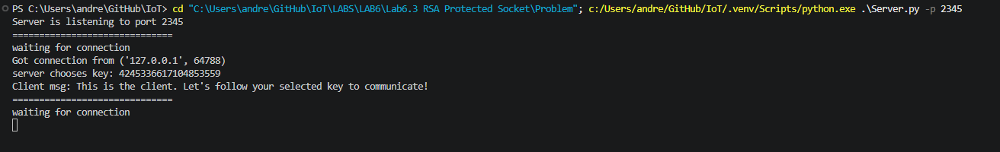 PS C:\Users\andre\GitHub\IoT> cd "C:\Users\andre\GitHub\IoT\LABS\LAB6\Lab6.3 RSA Protected Socket\Problem"; c:/Users/andre/GitHub/IoT/.venv/Scripts/python.exe .\Server.py -p 2345
Server is listening to port 2345
==============================
waiting for connection
Got connection from ('127.0.0.1', 64788)
server chooses key: 4245336617104853559
Client msg: This is the client. Let's follow your selected key to communicate!
==============================
waiting for connection